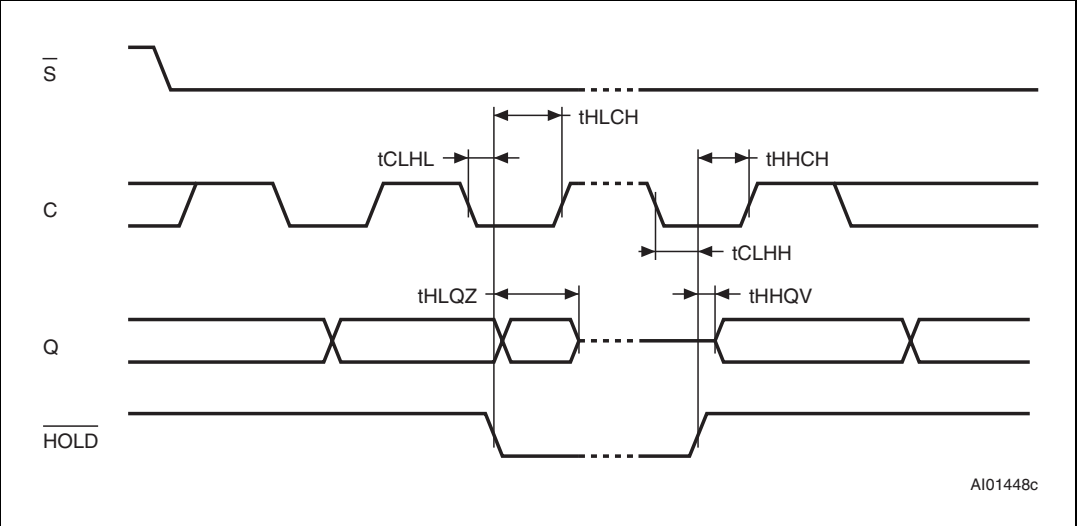 S
tHLCH
tCLHL
tHHCH
C
tCLHH
tHLQZ
tHHQV
Q
HOLD
AI01448c